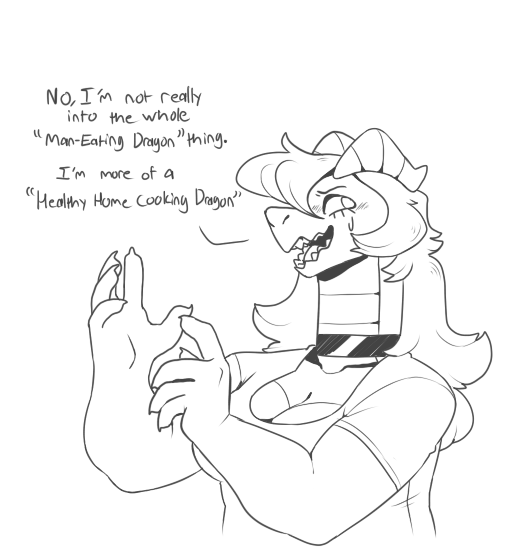 No, I'm not really
into the whole
"Man-Eating Dragon" thing.
I'm more of a
"Healthy Home Cooking Dragon"